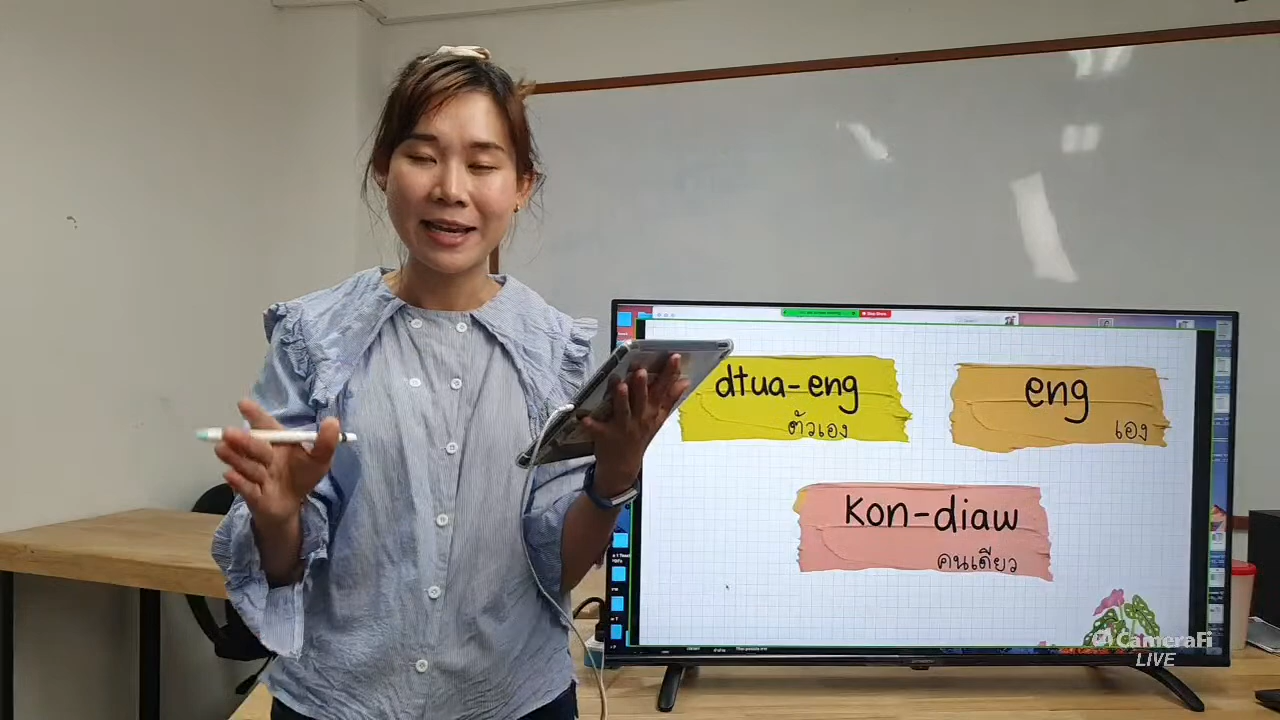 dtua-eng
ตัวเอง
eng
เอง
kon-diaw
คนเดียว
CameraFi
LIVE